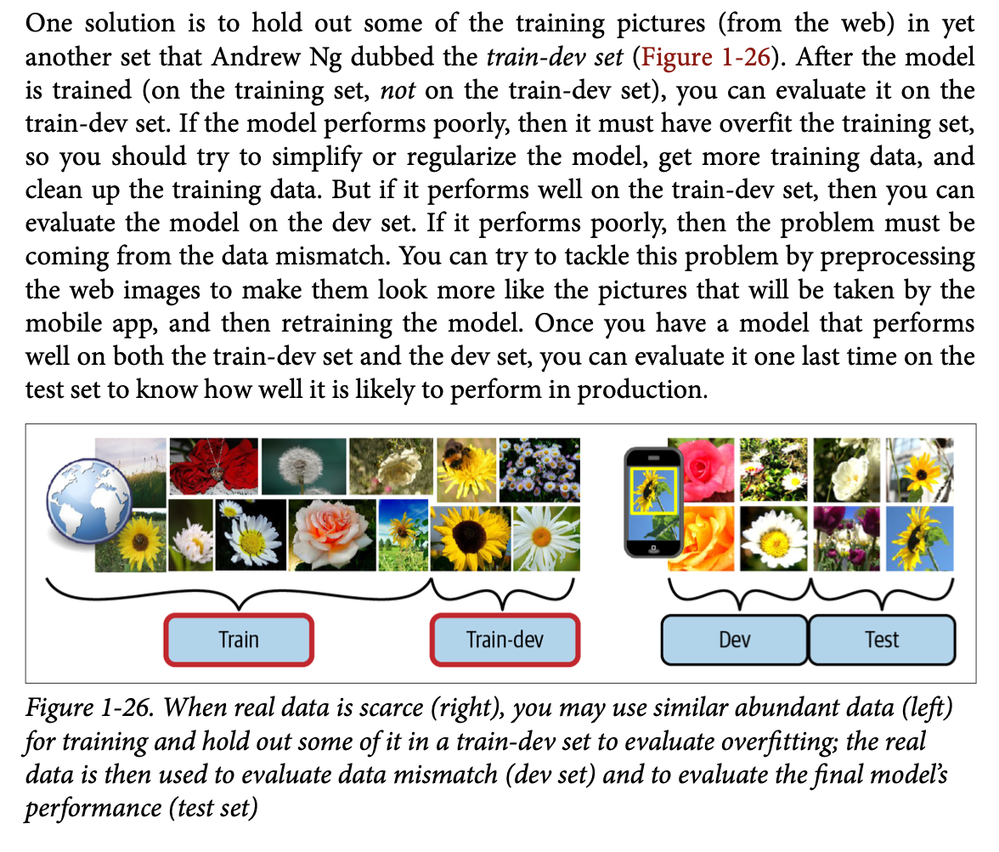 One solution is to hold out some of the training pictures (from the web) in yet
another set that Andrew Ng dubbed the train-dev set (Figure 1-26). After the model
is trained (on the training set, not on the train-dev set), you can evaluate it on the
train-dev set. If the model performs poorly, then it must have overfit the training set,
so you should try to simplify or regularize the model, get more training data, and
clean up the training data. But if it performs well on the train-dev set, then you can
evaluate the model on the dev set. If it performs poorly, then the problem must be
coming from the data mismatch. You can try to tackle this problem by preprocessing
the web images to make them look more like the pictures that will be taken by the
mobile app, and then retraining the model. Once you have a model that performs
well on both the train-dev set and the dev set, you can evaluate it one last time on the
test set to know how well it is likely to perform in production.
Train
Train-dev
Dev
Test
Figure 1-26. When real data is scarce (right), you may use similar abundant data (left)
for training and hold out some of it in a train-dev set to evaluate overfitting; the real
data is then used to evaluate data mismatch (dev set) and to evaluate the final model’s
performance (test set)